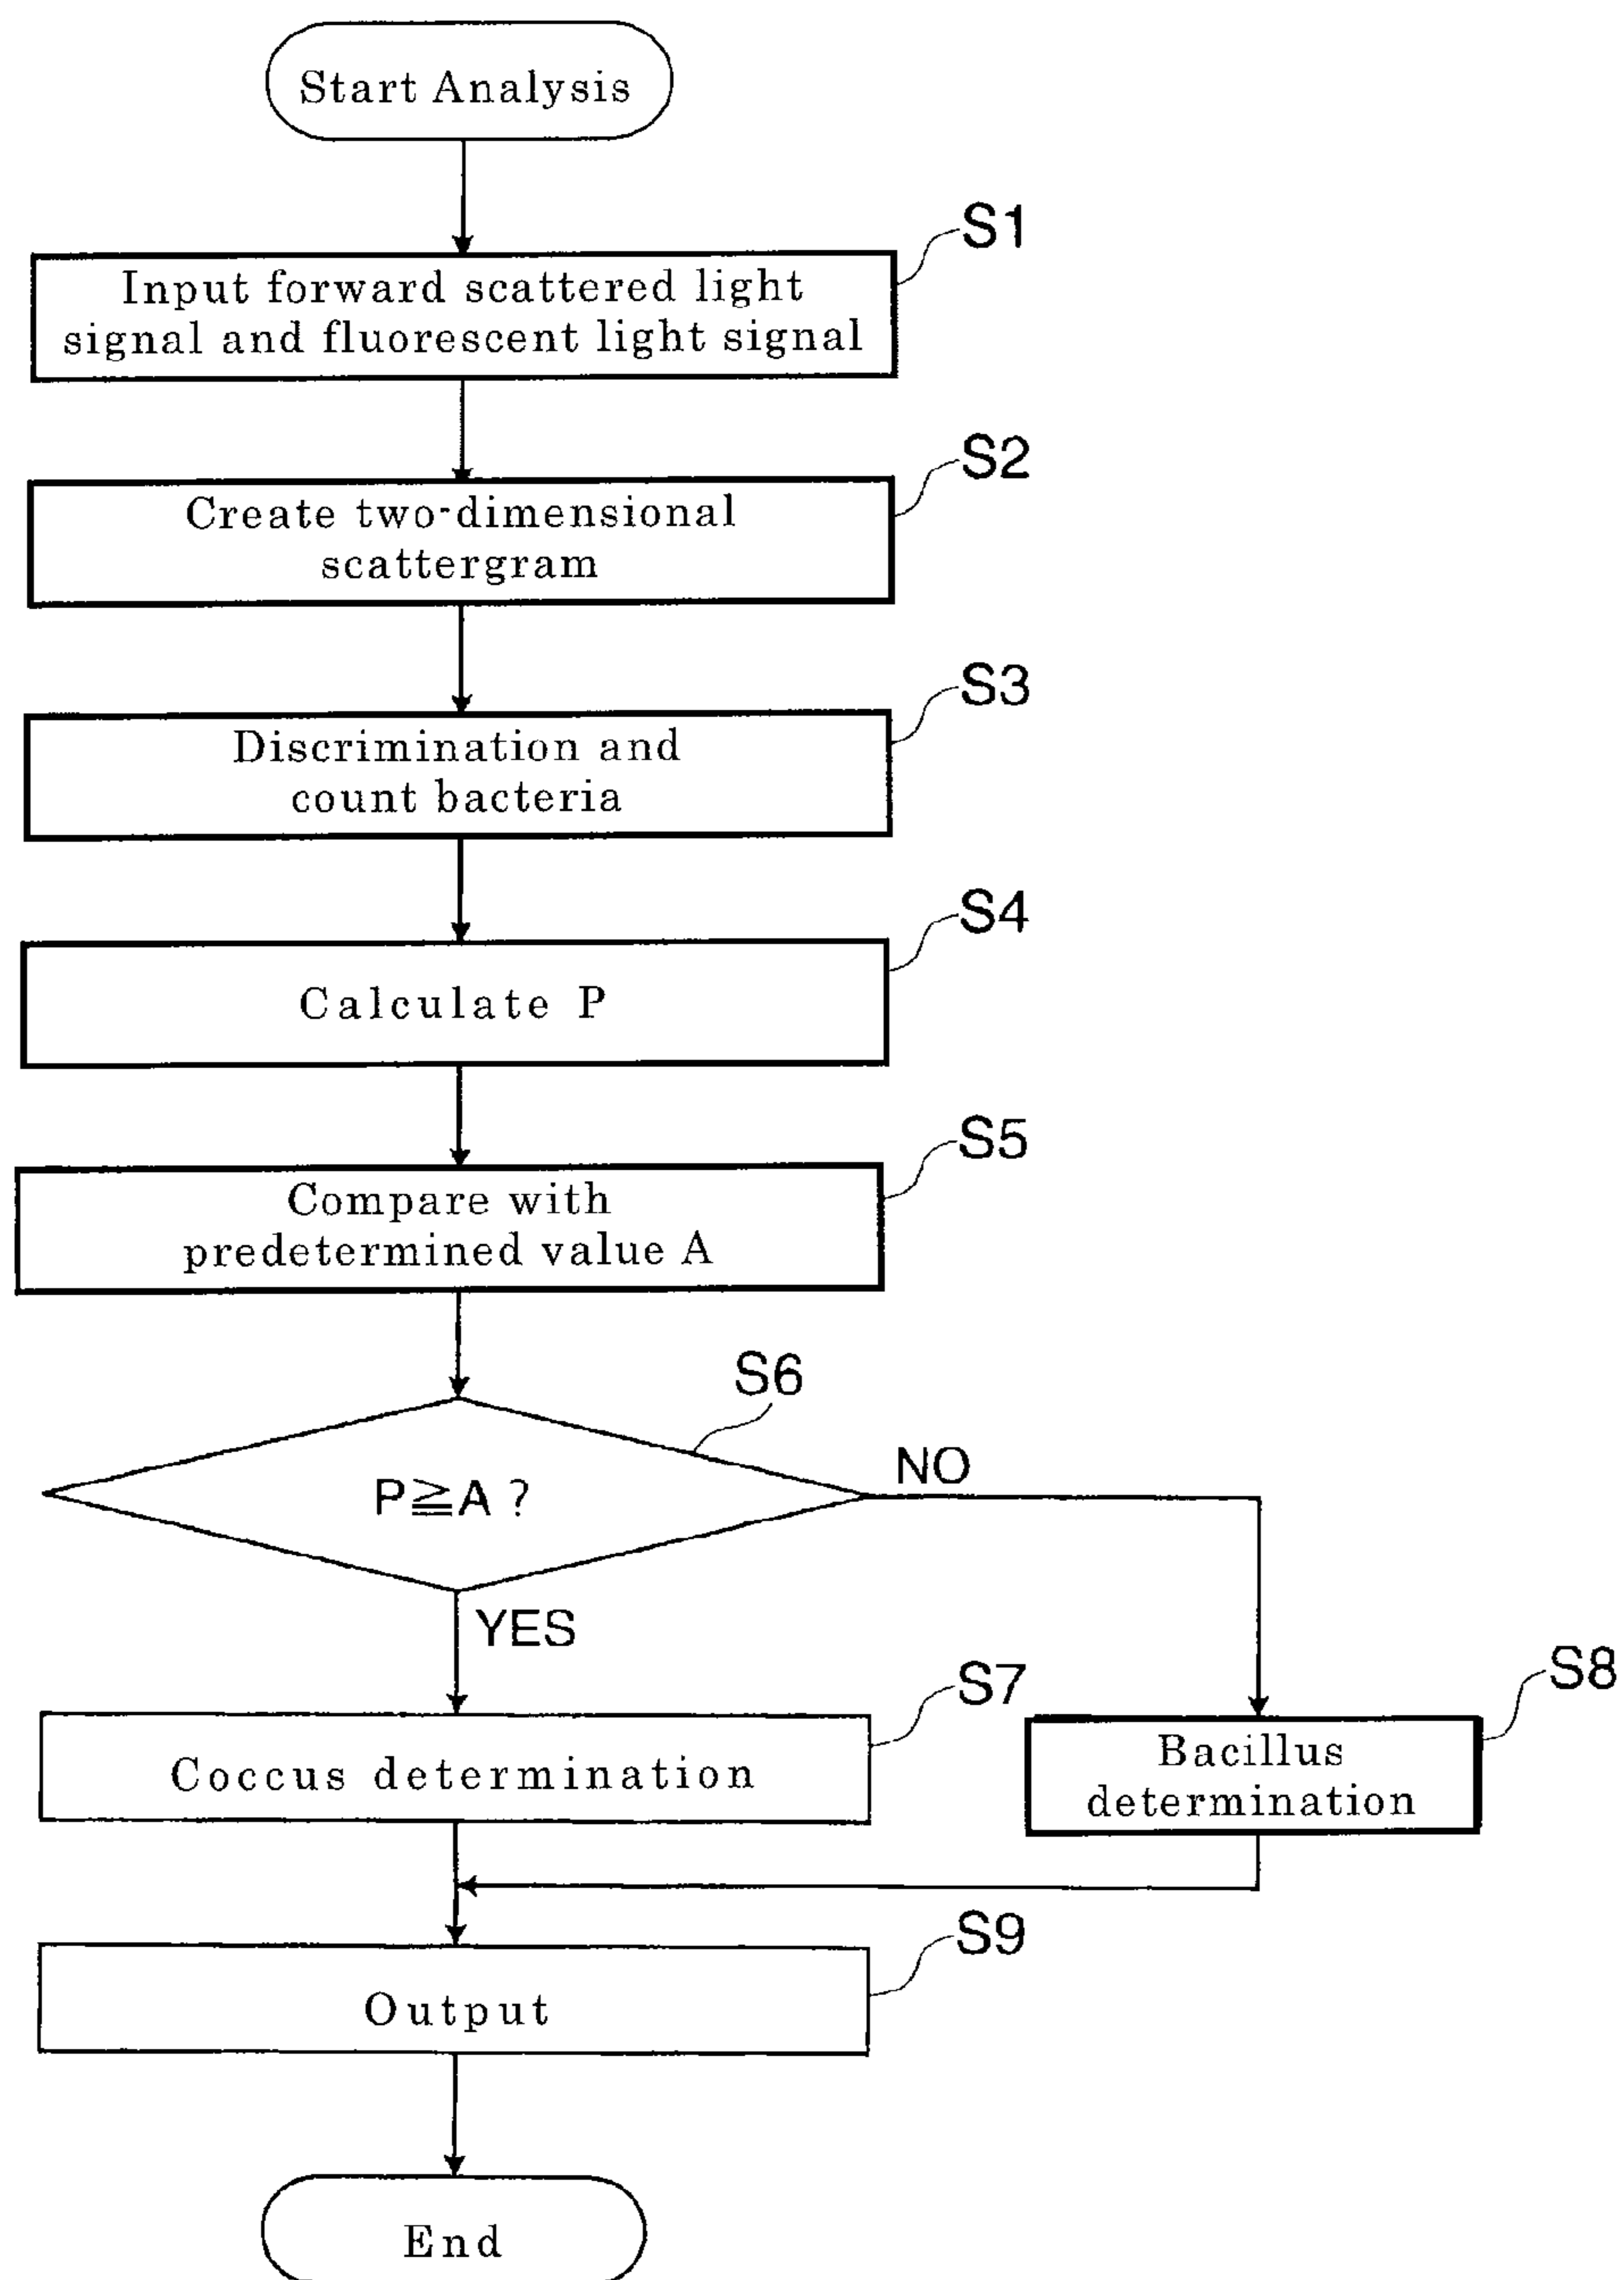 Start Analysis
S1
Input forward scattered light
signal and fluorescent light signal
S2
Create two-dimensional
scattergram
S3
Discrimination and
count bacteria
S4
Calculate P
S5
Compare with
predetermined value A
S6
P≧A ?
NO
YES
S7
Coccus determination
S8
Bacillus
determination
S9
Output
End